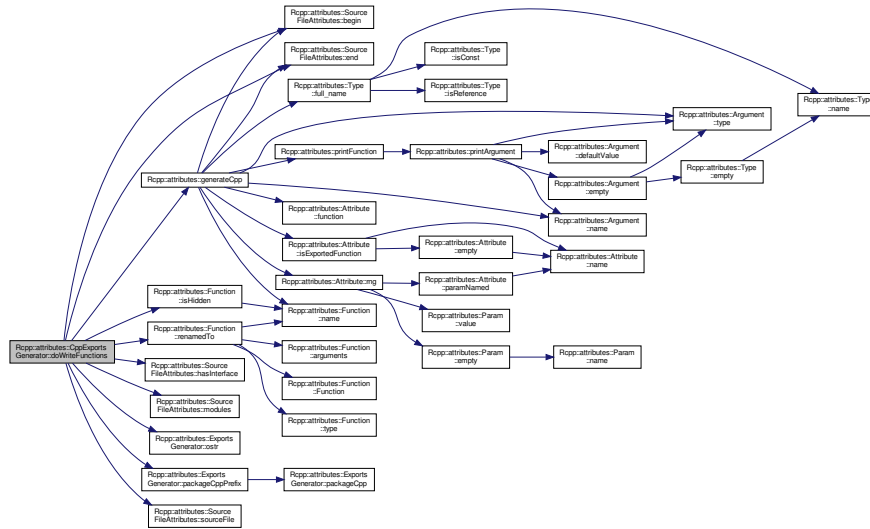 Rcpp::attributes::Source
FileAttributes::begin
Rcpp::attributes::Source
FileAttributes::end
Rcpp::attributes::Type
::isConst
Rcpp::attributes::Type
::full_name
Rcpp::attributes::Type
::isReference
Rcpp::attributes::Type
::name
Rcpp::attributes::Argument
::type
Rcpp::attributes::printFunction
Rcpp::attributes::printArgument
Rcpp::attributes::Argument
::defaultValue
Rcpp::attributes::Type
::empty
Rcpp::attributes::generateCpp
Rcpp::attributes::Argument
::empty
Rcpp::attributes::Attribute
::function
Rcpp::attributes::Argument
::name
Rcpp::attributes::Attribute
::isExportedFunction
Rcpp::attributes::Attribute
::empty
Rcpp::attributes::Attribute
::name
Rcpp::attributes::Attribute::rng
Rcpp::attributes::Attribute
::paramNamed
Rcpp::attributes::Function
::isHidden
Rcpp::attributes::Function
::name
Rcpp::attributes::Param
::value
Rcpp::attributes::Function
::renamedTo
Rcpp::attributes::CppExports
Generator::doWriteFunctions
Rcpp::attributes::Function
::arguments
Rcpp::attributes::Param
::empty
Rcpp::attributes::Param
::name
Rcpp::attributes::Source
FileAttributes::hasInterface
Rcpp::attributes::Function
::Function
Rcpp::attributes::Source
FileAttributes::modules
Rcpp::attributes::Function
::type
Rcpp::attributes::Exports
Generator::ostr
Rcpp::attributes::Exports
Generator::packageCppPrefix
Rcpp::attributes::Exports
Generator::packageCpp
Rcpp::attributes::Source
FileAttributes::sourceFile